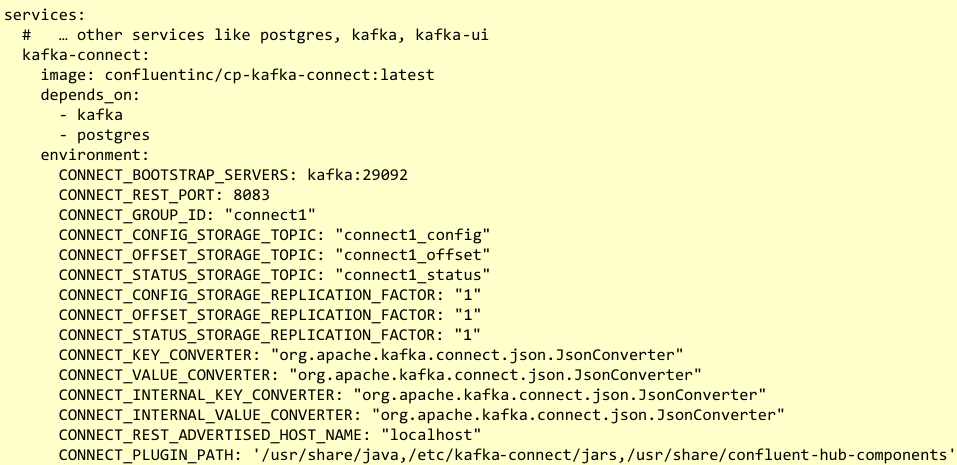 services:
  #   … other services like postgres, kafka, kafka-ui
  kafka-connect:
    image: confluentinc/cp-kafka-connect:latest
    depends_on:
      - kafka
      - postgres
    environment:
      CONNECT_BOOTSTRAP_SERVERS: kafka:29092
      CONNECT_REST_PORT: 8083
      CONNECT_GROUP_ID: "connect1"
      CONNECT_CONFIG_STORAGE_TOPIC: "connect1_config"
      CONNECT_OFFSET_STORAGE_TOPIC: "connect1_offset"
      CONNECT_STATUS_STORAGE_TOPIC: "connect1_status"
      CONNECT_CONFIG_STORAGE_REPLICATION_FACTOR: "1"
      CONNECT_OFFSET_STORAGE_REPLICATION_FACTOR: "1"
      CONNECT_STATUS_STORAGE_REPLICATION_FACTOR: "1"
      CONNECT_KEY_CONVERTER: "org.apache.kafka.connect.json.JsonConverter"
      CONNECT_VALUE_CONVERTER: "org.apache.kafka.connect.json.JsonConverter"
      CONNECT_INTERNAL_KEY_CONVERTER: "org.apache.kafka.connect.json.JsonConverter"
      CONNECT_INTERNAL_VALUE_CONVERTER: "org.apache.kafka.connect.json.JsonConverter"
      CONNECT_REST_ADVERTISED_HOST_NAME: "localhost"
      CONNECT_PLUGIN_PATH: '/usr/share/java,/etc/kafka-connect/jars,/usr/share/confluent-hub-components'